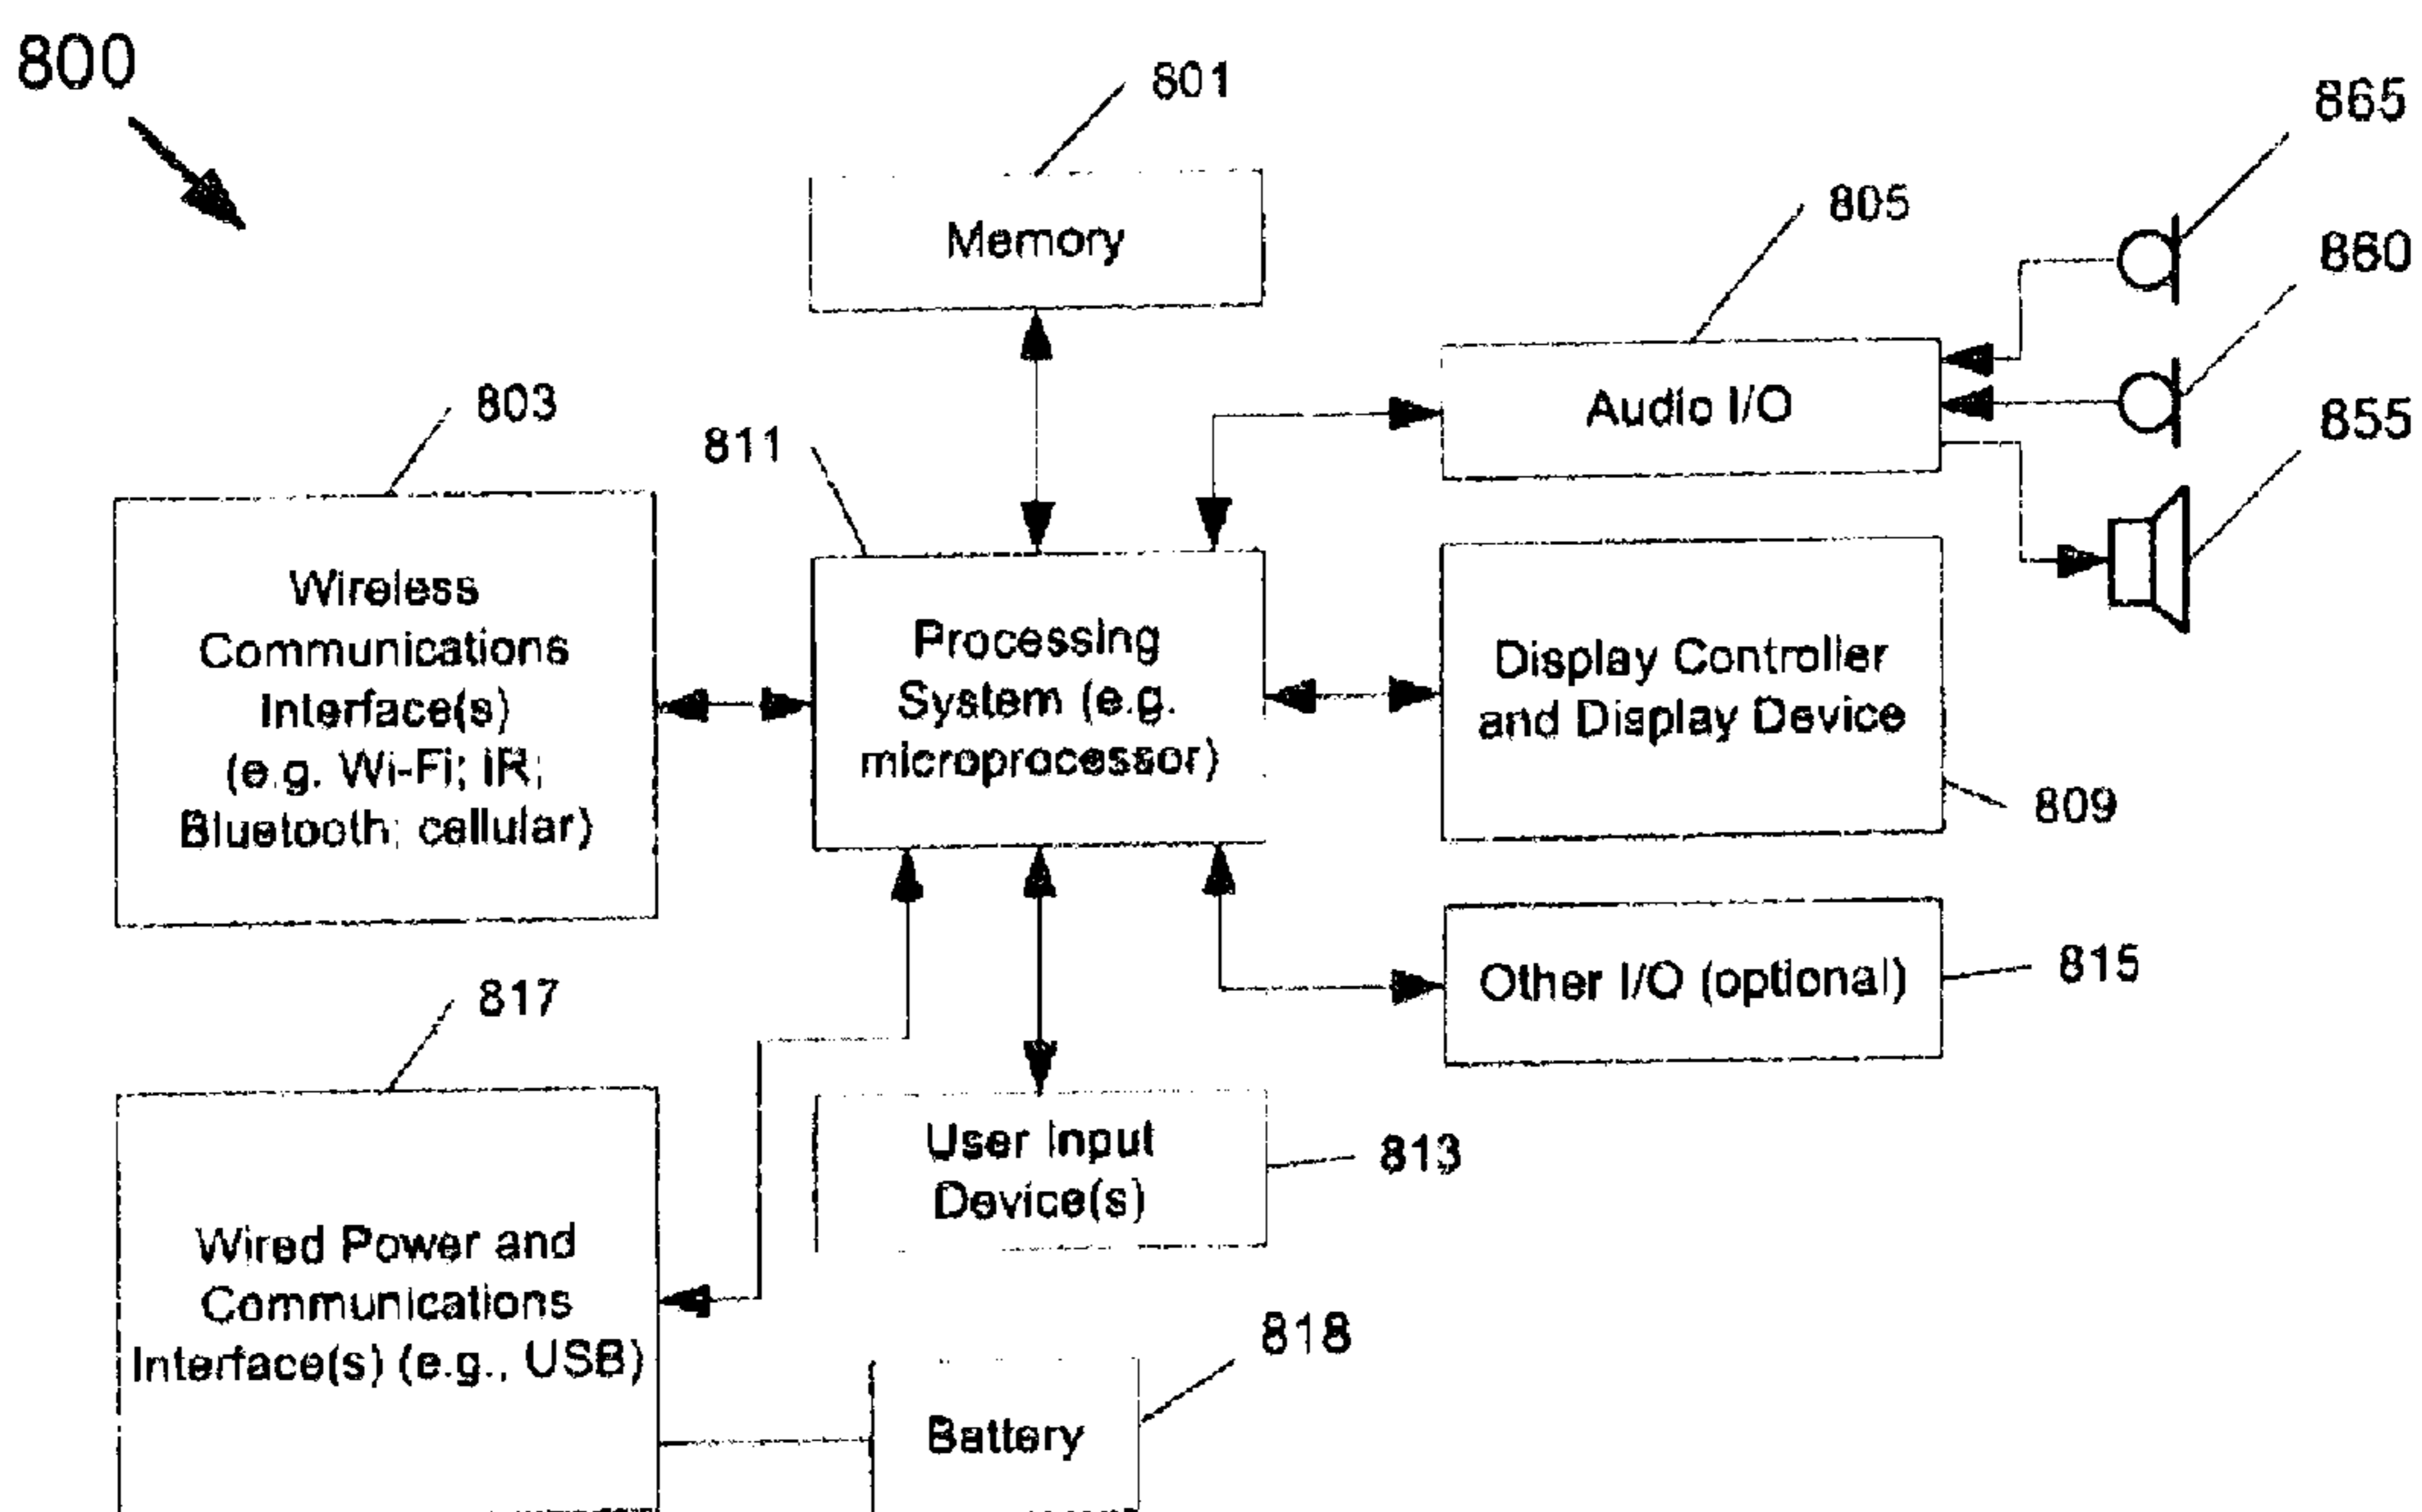 800
801
865
Memory
805
860
803
811
Audio I/O
855
Wireless
Communications
Interface(s)
(e.g. Wi-Fi; IR;
Bluetooth; cellular)
Processing
System (e.g.
microprocessor)
Display Controller
and Display Device
809
817
Other I/O (optional)
815
User Input
Device(s)
813
Wired Power and
Communications
Interface(s) (e.g., USB)
818
Battery